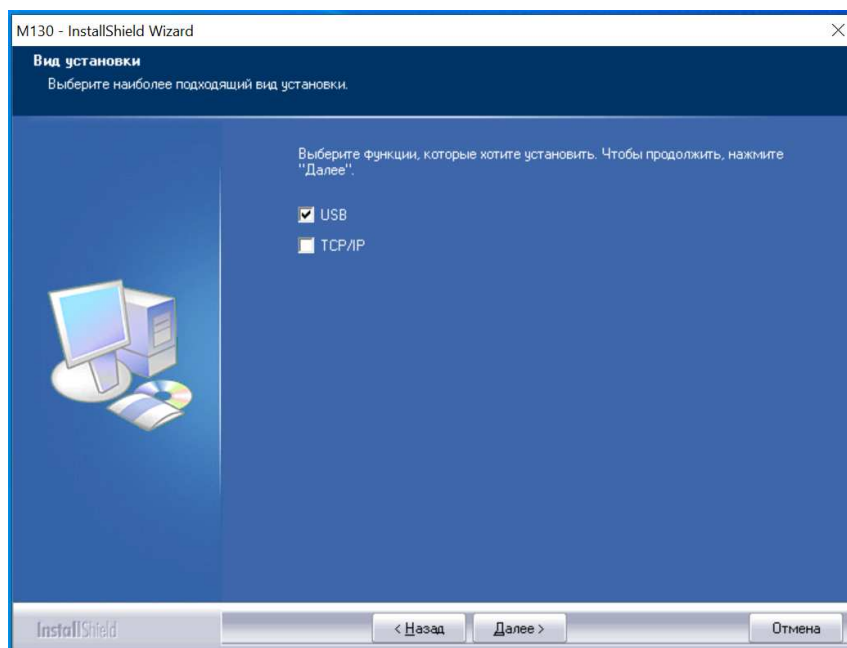 M130 - InstallShield Wizard
Вид установки
Выберите наиболее подходящий вид установки.
Выберите функции, которые хотите установить. Чтобы продолжить, нажмите
"Далее".
USB
TCP/IP
InstallShield
< Назад
Далее >
Отмена